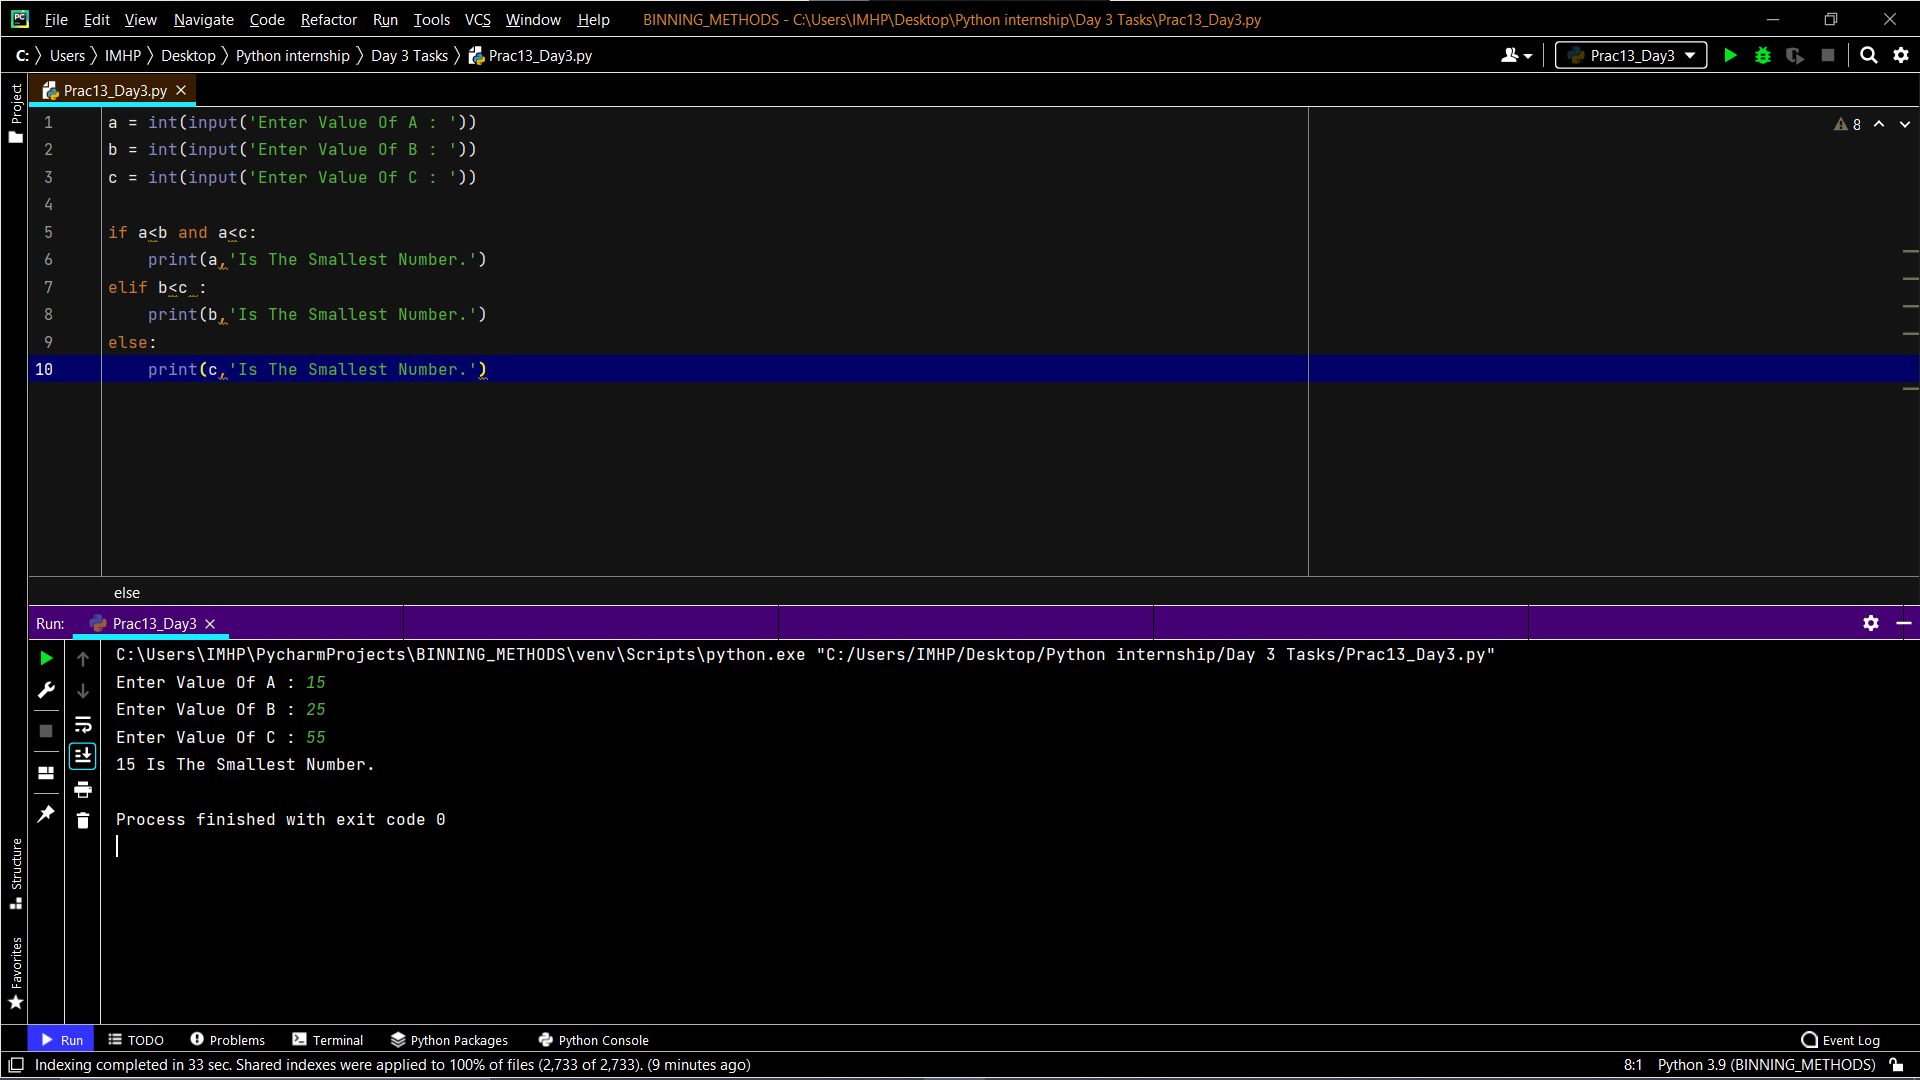 File Edit View Navigate Code Refactor Run Tools VCS Window Help BINNING_METHODS - C:\Users\IMHP\Desktop\Python internship\Day 3 Tasks\Prac13_Day3.py
C: Users IMHP Desktop Python internship Day 3 Tasks Prac13_Day3.py Prac13_Day3
Project
Prac13_Day3.py
8
1 a = int(input('Enter Value Of A : '))
2 b = int(input('Enter Value Of B : '))
3 c = int(input('Enter Value Of C : '))
4
5 if a<b and a<c:
6     print(a,'Is The Smallest Number.')
7 elif b<c :
8     print(b,'Is The Smallest Number.')
9 else:
10     print(c,'Is The Smallest Number.')
else
Run: Prac13_Day3
C:\Users\IMHP\PycharmProjects\BINNING_METHODS\venv\Scripts\python.exe "C:/Users/IMHP/Desktop/Python internship/Day 3 Tasks/Prac13_Day3.py"
Enter Value Of A : 15
Enter Value Of B : 25
Enter Value Of C : 55
15 Is The Smallest Number.
Process finished with exit code 0
Structure
Favorites
Run TODO Problems Terminal Python Packages Python Console Event Log
Indexing completed in 33 sec. Shared indexes were applied to 100% of files (2,733 of 2,733). (9 minutes ago) 8:1 Python 3.9 (BINNING_METHODS)